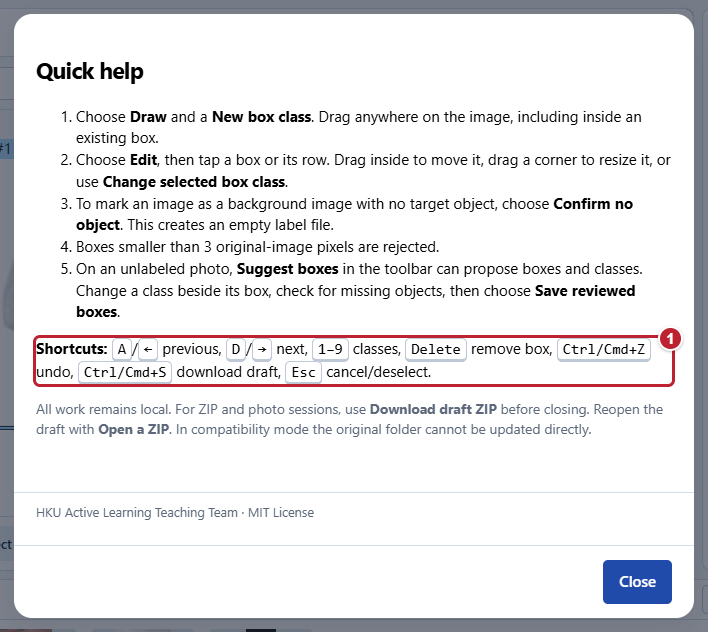 #1
Quick help
1. Choose Draw and a New box class. Drag anywhere on the image, including inside an
existing box.
2. Choose Edit, then tap a box or its row. Drag inside to move it, drag a corner to resize it, or
use Change selected box class.
3. To mark an image as a background image with no target object, choose Confirm no
object. This creates an empty label file.
4. Boxes smaller than 3 original-image pixels are rejected.
5. On an unlabeled photo, Suggest boxes in the toolbar can propose boxes and classes.
Change a class beside its box, check for missing objects, then choose Save reviewed
boxes.
1
Shortcuts: A/← previous, D/→ next, 1–9 classes, Delete remove box, Ctrl/Cmd+Z
undo, Ctrl/Cmd+S download draft, Esc cancel/deselect.
All work remains local. For ZIP and photo sessions, use Download draft ZIP before closing. Reopen the
draft with Open a ZIP. In compatibility mode the original folder cannot be updated directly.
HKU Active Learning Teaching Team · MIT License
ct
Close